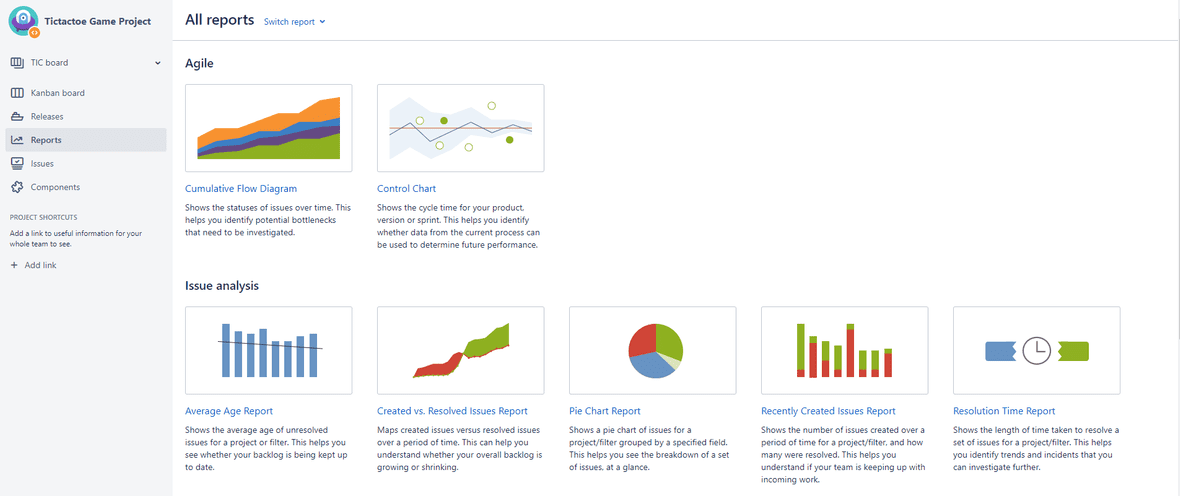 Tictactoe Game Project
TIC board
Kanban board
Releases
Reports
Issues
Components
PROJECT SHORTCUTS
Add a link to useful information for your
whole team to see.
+ Add link
All reports
Switch report
Agile
Cumulative Flow Diagram
Shows the statuses of issues over time. This
helps you identify potential bottlenecks
that need to be investigated.
Control Chart
Shows the cycle time for your product,
version or sprint. This helps you identify
whether data from the current process can
be used to determine future performance.
Issue analysis
Average Age Report
Shows the average age of unresolved
issues for a project or filter. This helps you
see whether your backlog is being kept up
to date.
Created vs. Resolved Issues Report
Maps created issues versus resolved issues
over a period of time. This can help you
understand whether your overall backlog is
growing or shrinking.
Pie Chart Report
Shows a pie chart of issues for a
project/filter grouped by a specified field.
This helps you see the breakdown of a set
of issues, at a glance.
Recently Created Issues Report
Shows the number of issues created over a
period of time for a project/filter, and how
many were resolved. This helps you
understand if your team is keeping up with
incoming work.
Resolution Time Report
Shows the length of time taken to resolve a
set of issues for a project/filter. This helps
you identify trends and incidents that you
can investigate further.